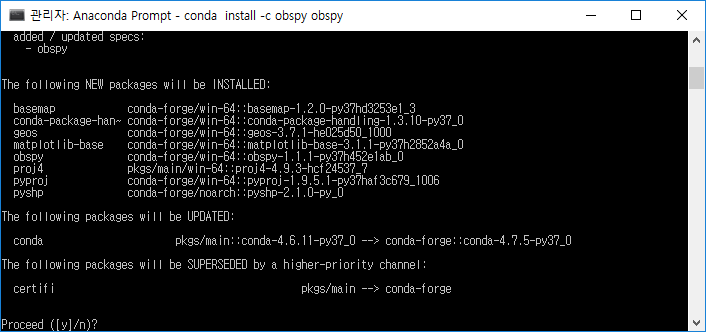 관리자: Anaconda Prompt - conda  install -c obspy obspy
  added / updated specs:
    - obspy
The following NEW packages will be INSTALLED:
  basemap            conda-forge/win-64::basemap-1.2.0-py37hd3253e1_3
  conda-package-han~ conda-forge/win-64::conda-package-handling-1.3.10-py37_0
  geos               conda-forge/win-64::geos-3.7.1-he025d50_1000
  matplotlib-base    conda-forge/win-64::matplotlib-base-3.1.1-py37h2852a4a_0
  obspy              conda-forge/win-64::obspy-1.1.1-py37h452e1ab_0
  proj4              pkgs/main/win-64::proj4-4.9.3-hcf24537_7
  pyproj             conda-forge/win-64::pyproj-1.9.5.1-py37haf3c679_1006
  pyshp              conda-forge/noarch::pyshp-2.1.0-py_0
The following packages will be UPDATED:
  conda                      pkgs/main::conda-4.6.11-py37_0 --> conda-forge::conda-4.7.5-py37_0
The following packages will be SUPERSEDED by a higher-priority channel:
  certifi                                       pkgs/main --> conda-forge
Proceed ([y]/n)?